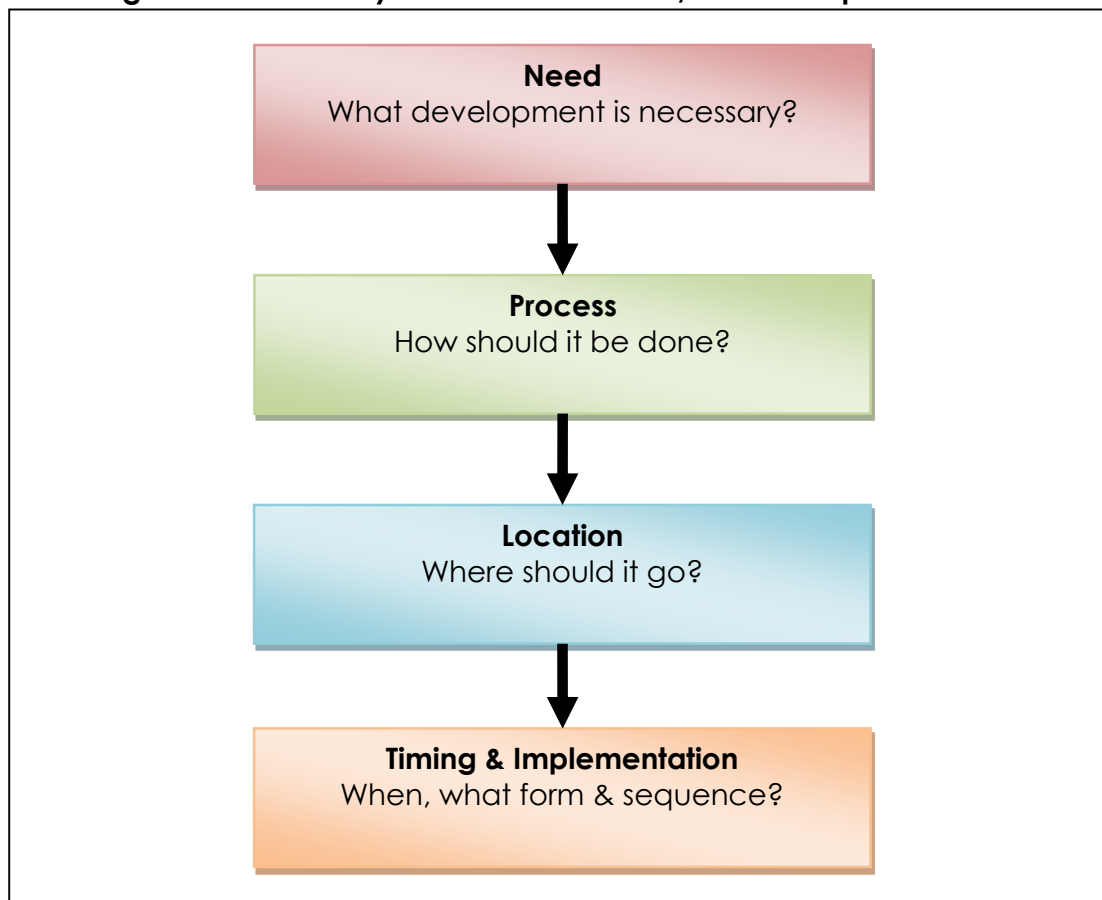 Need
What development is necessary?
Process
How should it be done?
Location
Where should it go?
Timing & Implementation
When, what form & sequence?